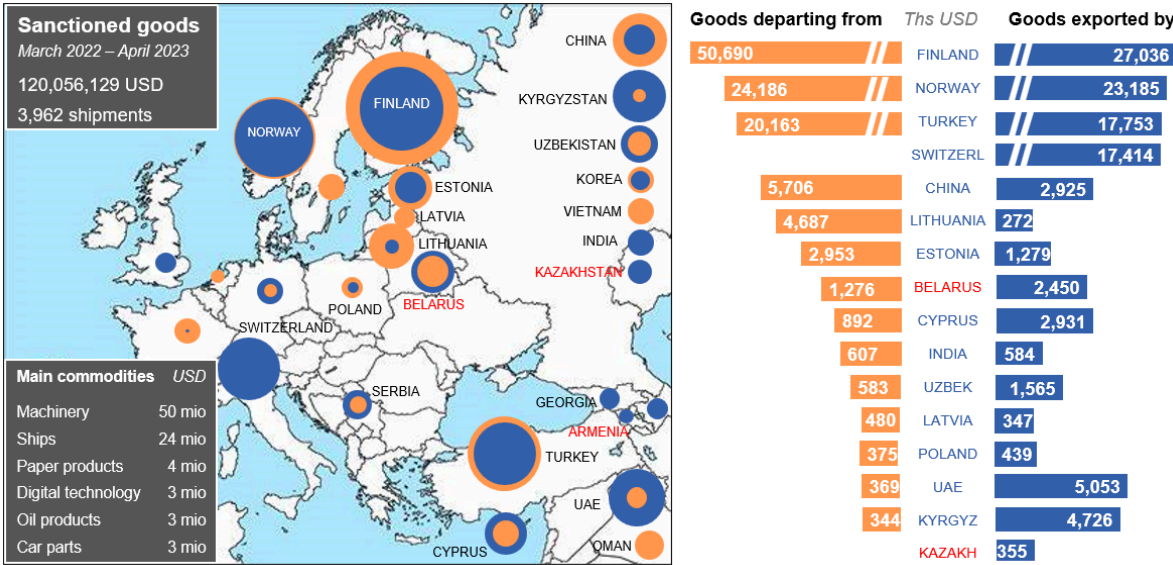 Sanctioned goods
March 2022 – April 2023
120,056,129 USD
3,962 shipments
NORWAY
FINLAND
ESTONIA
LATVIA
LITHUANIA
POLAND
BELARUS
SWITZERLAND
SERBIA
GEORGIA
ARMENIA
TURKEY
CYPRUS
UAE
OMAN
CHINA
KYRGYZSTAN
UZBEKISTAN
KOREA
VIETNAM
INDIA
KAZAKHSTAN
Main commodities USD
Machinery 50 mio
Ships 24 mio
Paper products 4 mio
Digital technology 3 mio
Oil products 3 mio
Car parts 3 mio
Goods departing from Ths USD Goods exported by
50,690 FINLAND 27,036
24,186 NORWAY 23,185
20,163 TURKEY 17,753
SWITZERL 17,414
5,706 CHINA 2,925
4,687 LITHUANIA 272
2,953 ESTONIA 1,279
1,276 BELARUS 2,450
892 CYPRUS 2,931
607 INDIA 584
583 UZBEK 1,565
480 LATVIA 347
375 POLAND 439
369 UAE 5,053
344 KYRGYZ 4,726
KAZAKH 355